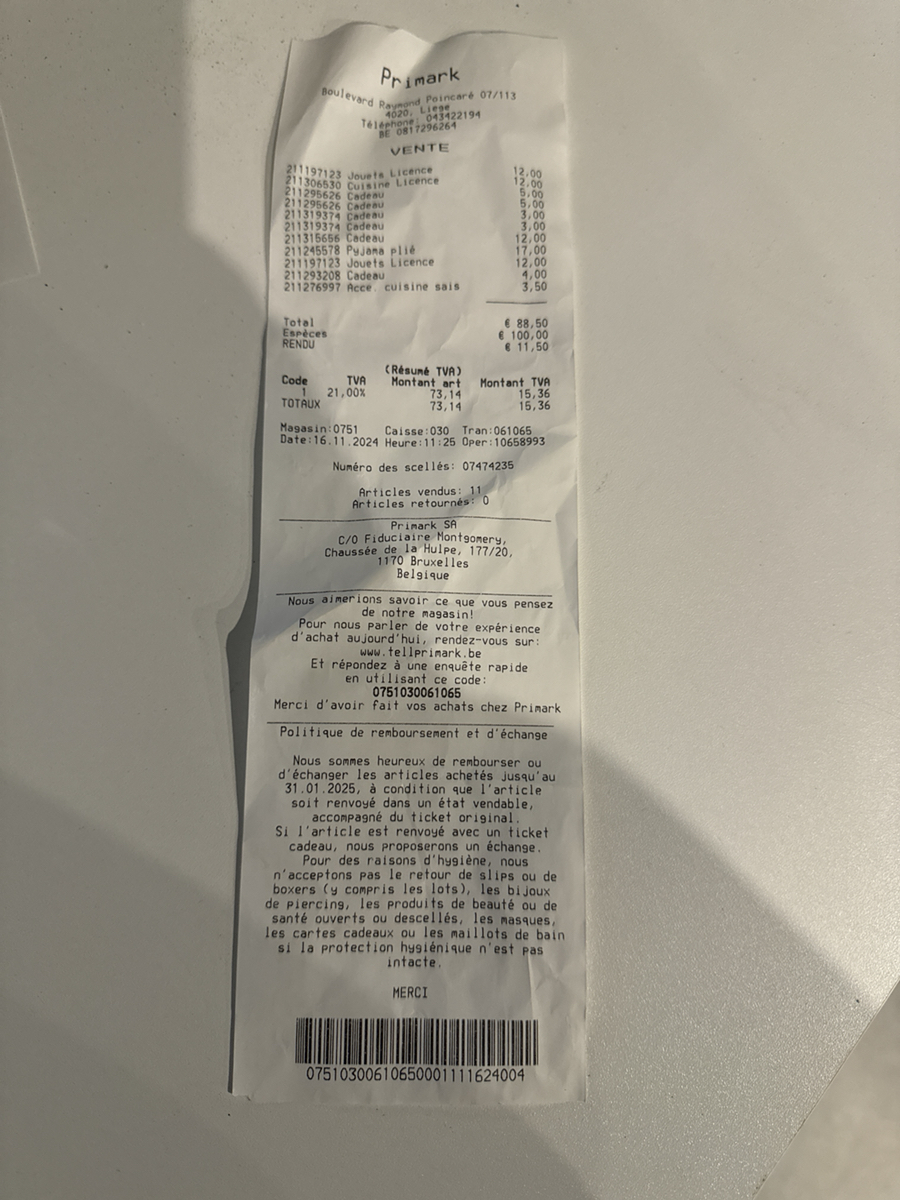 Primark
Boulevard Raymond Poincaré 07/113
4020, Liege
Téléphone: 043422194
BE 0817296264
VENTE
211197123 Jouets Licence 12,00
211306530 Cuisine Licence 12,00
211295626 Cadeau 5,00
211295626 Cadeau 5,00
211319374 Cadeau 3,00
211319374 Cadeau 3,00
211315656 Cadeau 12,00
211245578 Pyjama plié 17,00
211197123 Jouets Licence 12,00
211293208 Cadeau 4,00
211276997 Acce. cuisine sais 3,50
Total € 88,50
Espèces € 100,00
RENDU € 11,50
(Résumé TVA)
Code TVA Montant art Montant TVA
1 21,00% 73,14 15,36
TOTAUX 73,14 15,36
Magasin:0751 Caisse:030 Tran:061065
Date:16.11.2024 Heure:11:25 Oper:10658993
Numéro des scellés: 07474235
Articles vendus: 11
Articles retournés: 0
Primark SA
C/O Fiduciaire Montgomery,
Chaussée de la Hulpe, 177/20,
1170 Bruxelles
Belgique
Nous aimerions savoir ce que vous pensez
de notre magasin!
Pour nous parler de votre expérience
d'achat aujourd'hui, rendez-vous sur:
www.tellprimark.be
Et répondez à une enquête rapide
en utilisant ce code:
0751030061065
Merci d'avoir fait vos achats chez Primark
Politique de remboursement et d'échange
Nous sommes heureux de rembourser ou
d'échanger les articles achetés jusqu'au
31.01.2025, à condition que l'article
soit renvoyé dans un état vendable,
accompagné du ticket original.
Si l'article est renvoyé avec un ticket
cadeau, nous proposerons un échange.
Pour des raisons d'hygiène, nous
n'acceptons pas le retour de slips ou de
boxers (y compris les lots), les bijoux
de piercing, les produits de beauté ou de
santé ouverts ou descellés, les masques,
les cartes cadeaux ou les maillots de bain
si la protection hygiénique n'est pas
intacte.
MERCI
07510300610650001111624004